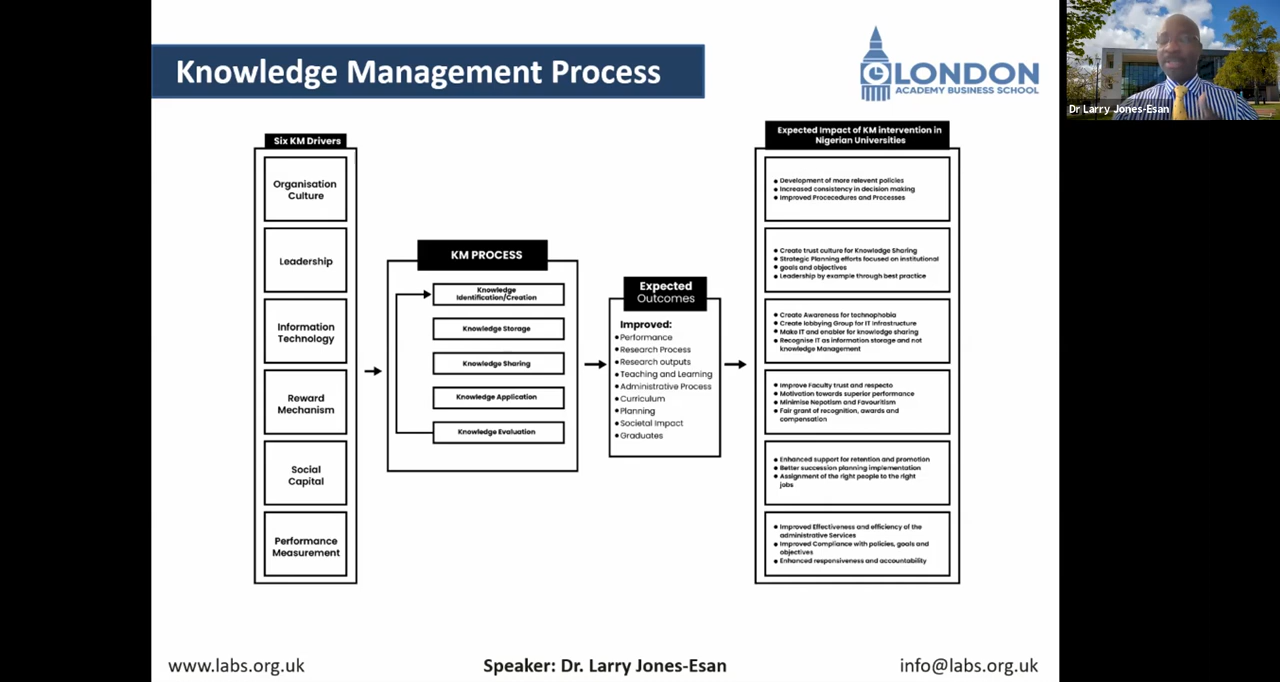 Knowledge Management Process
LONDON
ACADEMY BUSINESS SCHOOL
Dr Larry Jones-Esan
Six KM Drivers
Organisation
Culture
Leadership
Information
Technology
Reward
Mechanism
Social
Capital
Performance
Measurement
KM PROCESS
Knowledge
Identification/Creation
Knowledge Storage
Knowledge Sharing
Knowledge Application
Knowledge Evaluation
Expected
Outcomes
Improved:
Performance
Research Process
Research outputs
Teaching and Learning
Administrative Process
Curriculum
Planning
Societal Impact
Graduates
Expected Impact of KM intervention in
Nigerian Universities
Development of more relevant policies
Increased consistency in decision making
Improved Procecedures and Processes
Create trust culture for Knowledge Sharing
Strategic Planning efforts focused on institutional
goals and objectives
Leadership by example through best practice
Create Awareness for technophobia
Create lobbying Group for IT Infrastructure
Make IT and enabler for knowledge sharing
Recognise IT as information storage and not
knowledge Management
Improve Faculty trust and respecto
Motivation towards superior performance
Minimise Nepotism and Favouritism
Fair grant of recognition, awards and
compensation
Enhanced support for retention and promotion
Better succession planning implementation
Assignment of the right people to the right
jobs
Improved Effectiveness and efficiency of the
administrative Services
Improved Compliance with policies, goals and
objectives
Enhanced responsiveness and accountability
www.labs.org.uk
Speaker: Dr. Larry Jones-Esan
info@labs.org.uk